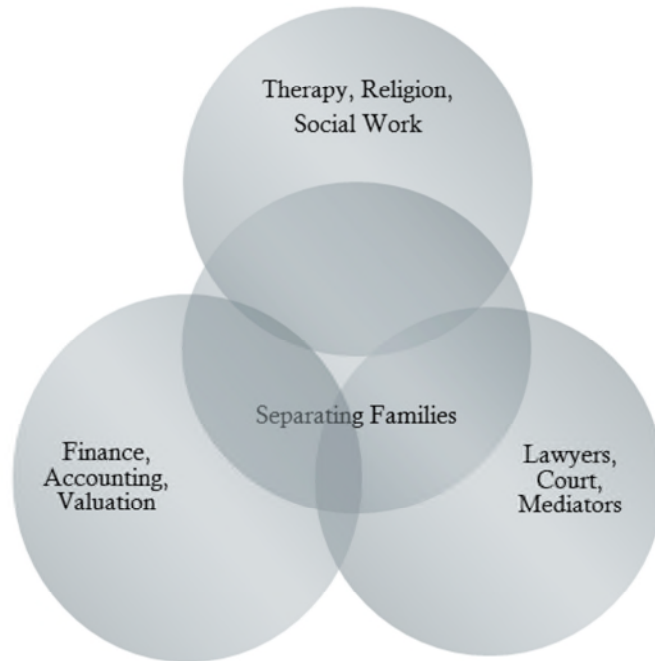 Therapy, Religion,
Social Work
Separating Families
Finance,
Accounting,
Valuation
Lawyers,
Court,
Mediators